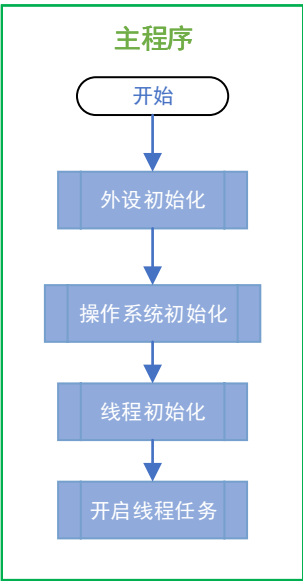 主程序
开始
外设初始化
操作系统初始化
线程初始化
开启线程任务